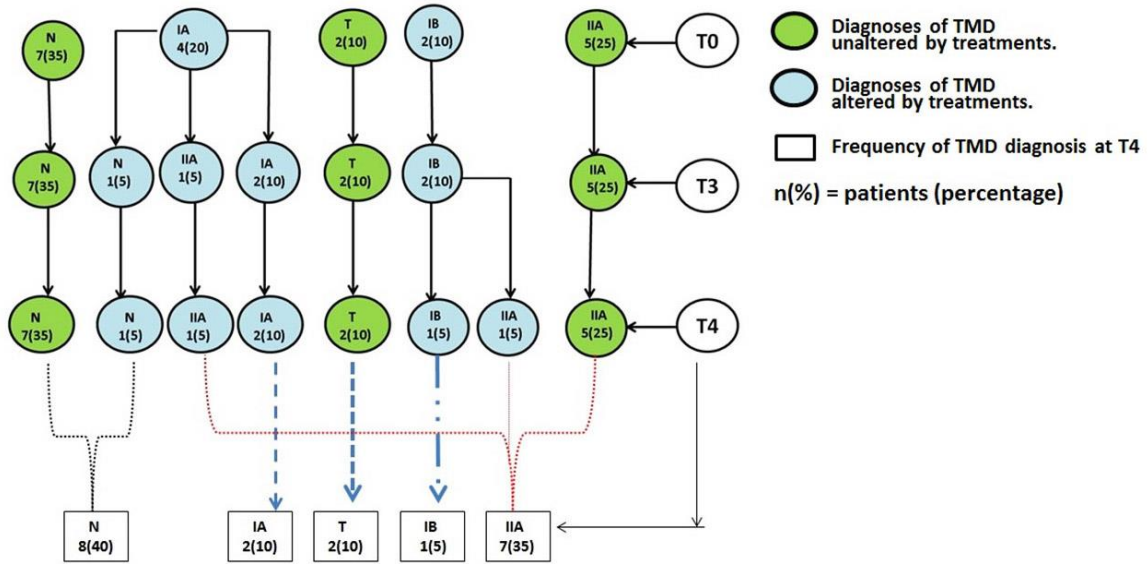 N
7(35)
IA
4(20)
T
2(10)
IB
2(10)
IIA
5(25)
T0
N
7(35)
N
1(5)
IIA
1(5)
IA
2(10)
T
2(10)
IB
2(10)
IIA
5(25)
T3
N
7(35)
N
1(5)
IIA
1(5)
IA
2(10)
T
2(10)
IB
1(5)
IIA
1(5)
IIA
5(25)
T4
N
8(40)
IA
2(10)
T
2(10)
IB
1(5)
IIA
7(35)
Diagnoses of TMD
unaltered by treatments.
Diagnoses of TMD
altered by treatments.
Frequency of TMD diagnosis at T4
n(%) = patients (percentage)